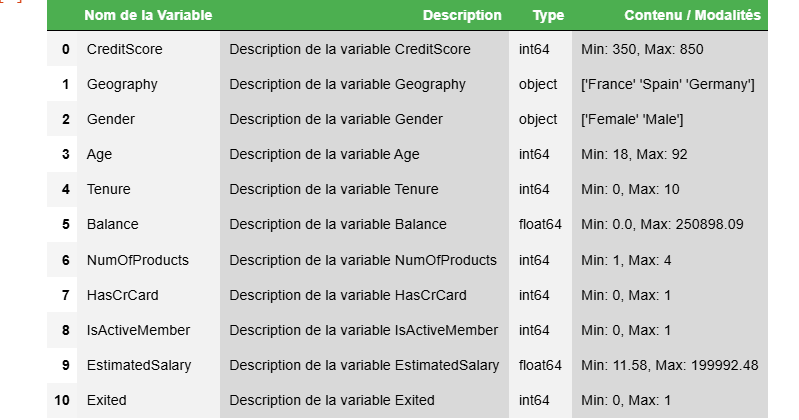 Nom de la Variable Description Type Contenu / Modalités
0 CreditScore Description de la variable CreditScore int64 Min: 350, Max: 850
1 Geography Description de la variable Geography object ['France' 'Spain' 'Germany']
2 Gender Description de la variable Gender object ['Female' 'Male']
3 Age Description de la variable Age int64 Min: 18, Max: 92
4 Tenure Description de la variable Tenure int64 Min: 0, Max: 10
5 Balance Description de la variable Balance float64 Min: 0.0, Max: 250898.09
6 NumOfProducts Description de la variable NumOfProducts int64 Min: 1, Max: 4
7 HasCrCard Description de la variable HasCrCard int64 Min: 0, Max: 1
8 IsActiveMember Description de la variable IsActiveMember int64 Min: 0, Max: 1
9 EstimatedSalary Description de la variable EstimatedSalary float64 Min: 11.58, Max: 199992.48
10 Exited Description de la variable Exited int64 Min: 0, Max: 1